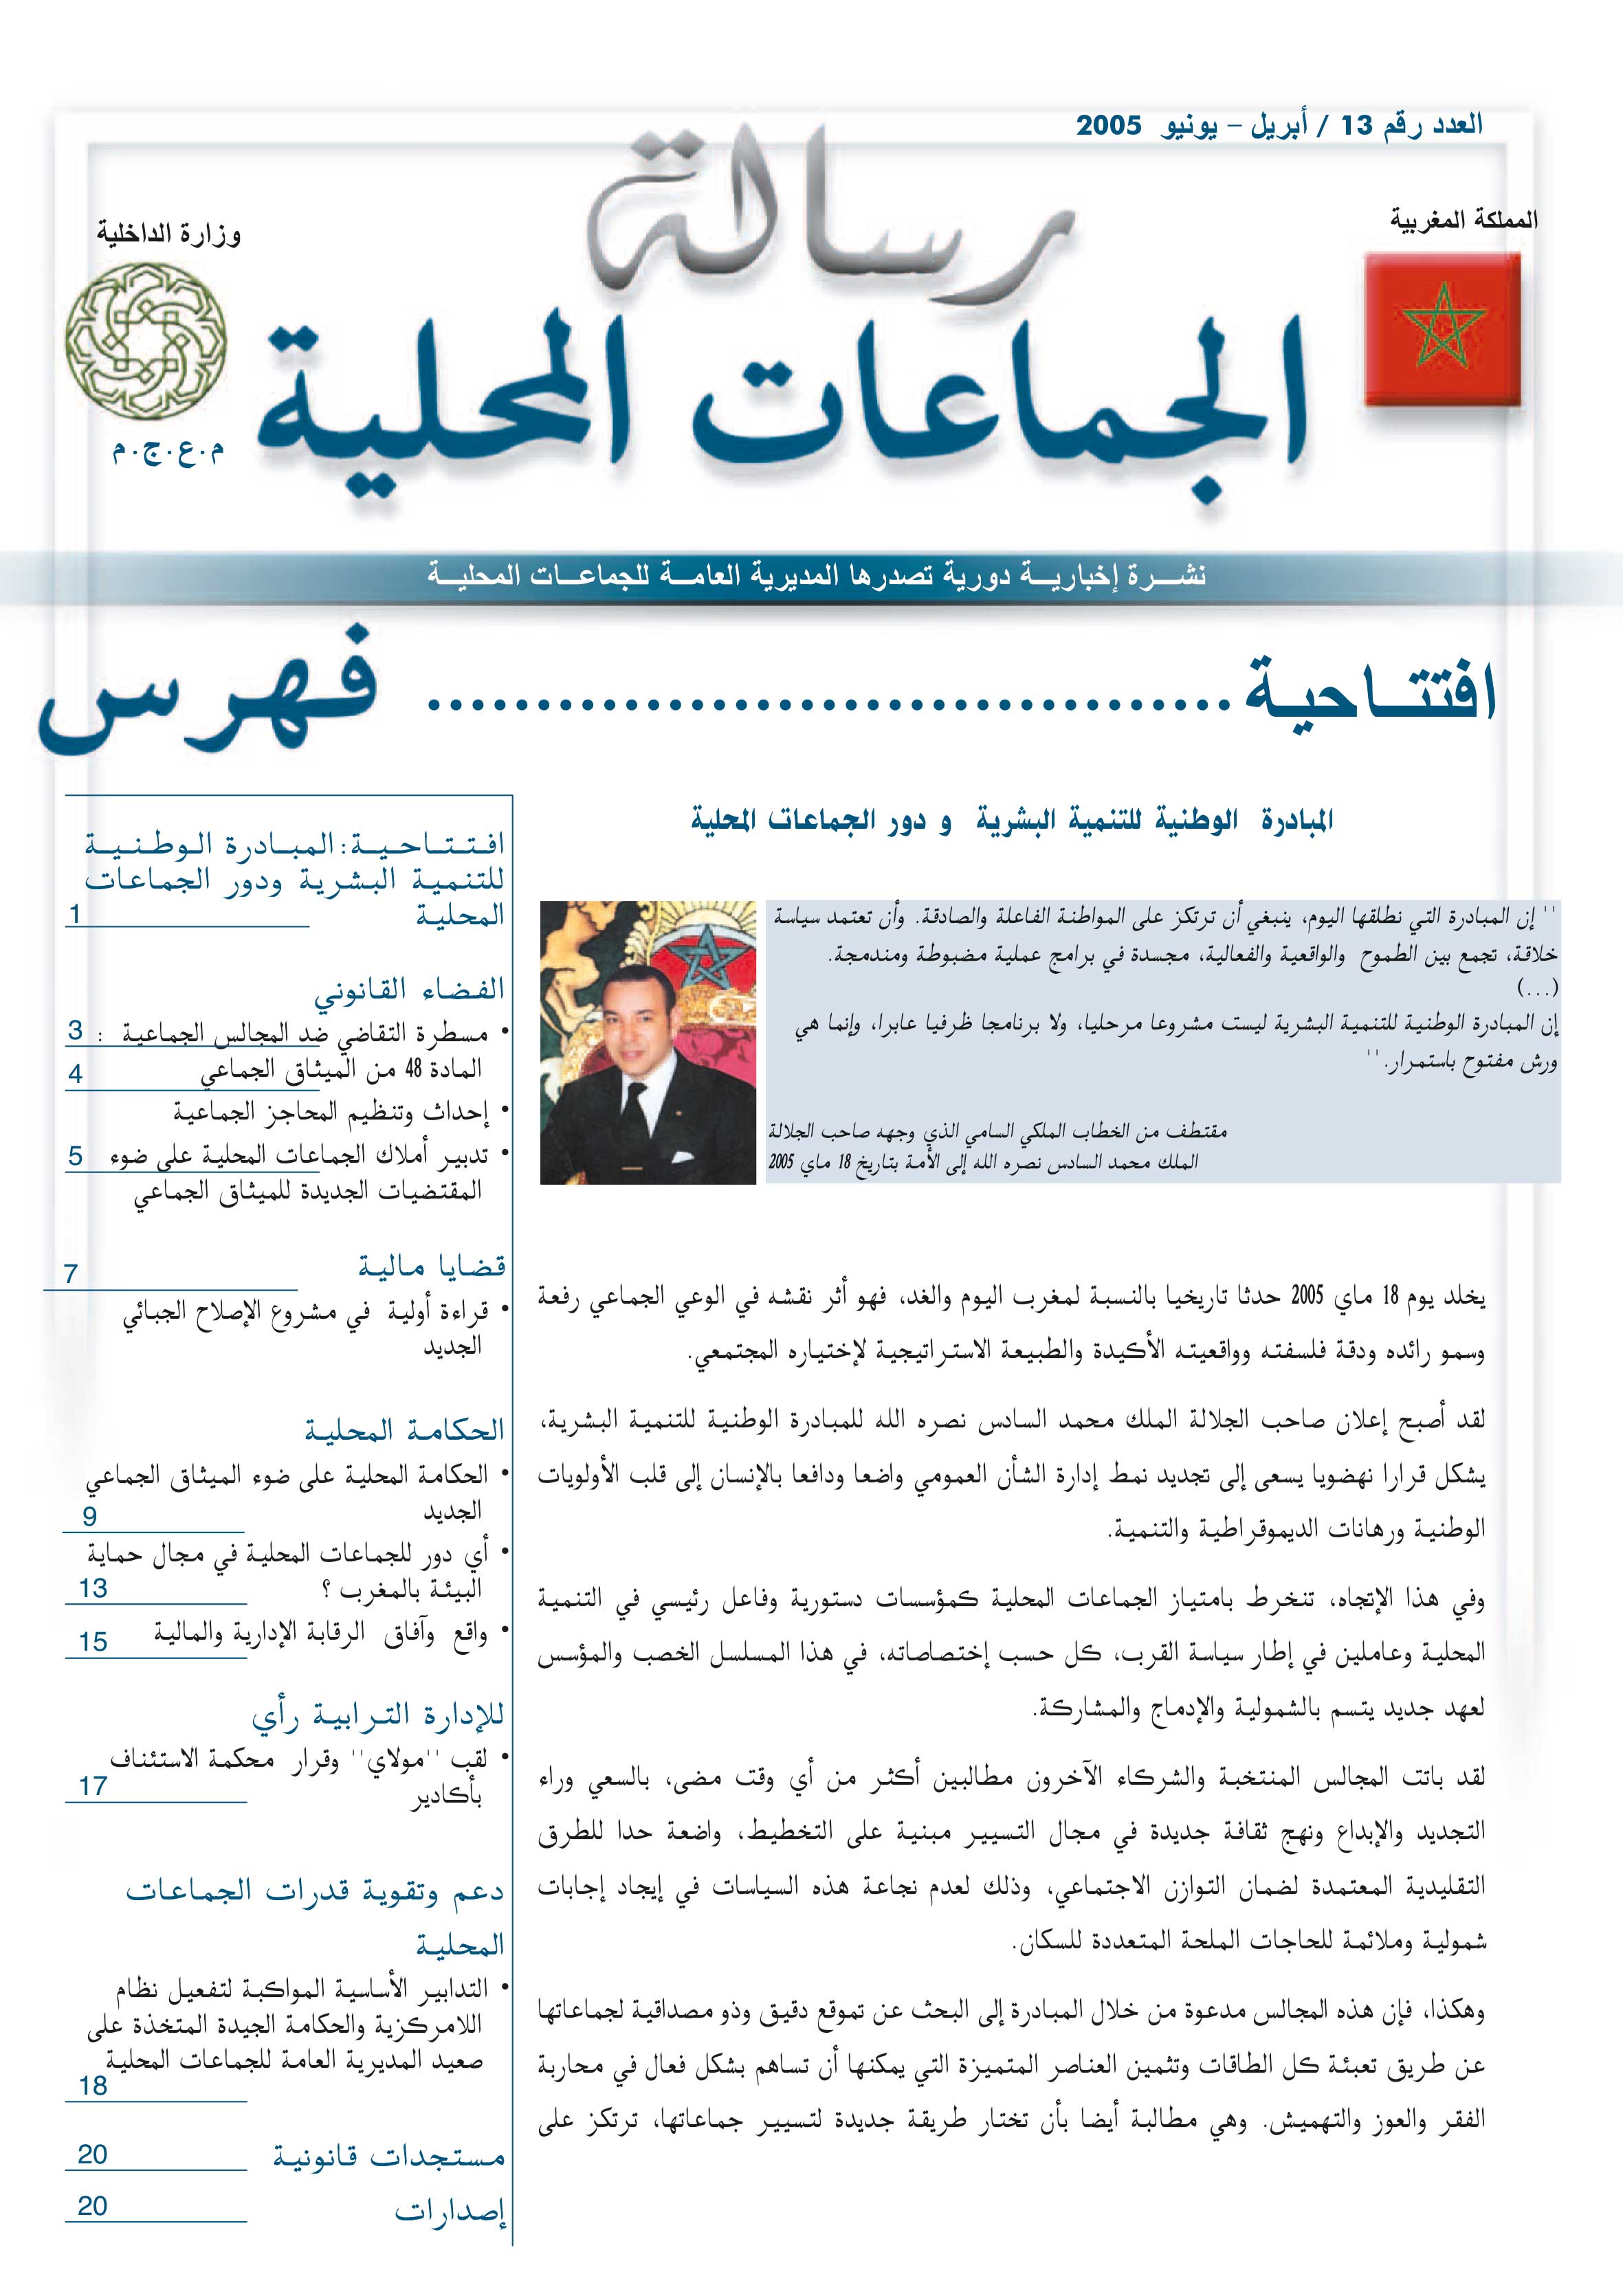 العدد رقم 13 / أبريل – يونيو 2005
المملكة المغربية
وزارة الداخلية
م.ع.ج.م
رسالة
الجماعات المحلية
نشـــرة إخباريـــة دورية تصدرها المديرية العامـــة للجماعـــات المحليـــة
افتتـــاحيـة ......................................
المبادرة الوطنية للتنمية البشرية و دور الجماعات المحلية
'' إن المبادرة التي نطلقها اليوم، ينبغي أن ترتكز على المواطنة الفاعلة والصادقة. وأن تعتمد سياسة
خلاقة، تجمع بين الطموح والواقعية والفعالية، مجسدة في برامج عملية مضبوطة ومندمجة.
(...)
إن المبادرة الوطنية للتنمية البشرية ليست مشروعا مرحليا، ولا برنامجا ظرفيا عابرا، وإنما هي
ورش مفتوح باستمرار.''
مقتطف من الخطاب الملكي السامي الذي وجهه صاحب الجلالة
الملك محمد السادس نصره الله إلى الأمة بتاريخ 18 ماي 2005
يخلد يوم 18 ماي 2005 حدثا تاريخيا بالنسبة لمغرب اليوم والغد، فهو أثر نقشه في الوعي الجماعي رفعة
وسمو رائده ودقة فلسفته وواقعيته الأكيدة والطبيعة الاستراتيجية لإختياره المجتمعي.
لقد أصبح إعلان صاحب الجلالة الملك محمد السادس نصره الله للمبادرة الوطنية للتنمية البشرية،
يشكل قرارا نهضويا يسعى إلى تجديد نمط إدارة الشأن العمومي واضعا ودافعا بالإنسان إلى قلب الأولويات
الوطنية ورهانات الديموقراطية والتنمية.
وفي هذا الإتجاه، تنخرط بامتياز الجماعات المحلية كمؤسسات دستورية وفاعل رئيسي في التنمية
المحلية وعاملين في إطار سياسة القرب، كل حسب إختصاصاته، في هذا المسلسل الخصب والمؤسس
لعهد جديد يتسم بالشمولية والإدماج والمشاركة.
لقد باتت المجالس المنتخبة والشركاء الآخرون مطالبين أكثر من أي وقت مضى، بالسعي وراء
التجديد والإبداع ونهج ثقافة جديدة في مجال التسيير مبنية على التخطيط، واضعة حدا للطرق
التقليدية المعتمدة لضمان التوازن الاجتماعي، وذلك لعدم نجاعة هذه السياسات في إيجاد إجابات
شمولية وملائمة للحاجات الملحة المتعددة للسكان.
وهكذا، فإن هذه المجالس مدعوة من خلال المبادرة إلى البحث عن تموقع دقيق وذو مصداقية لجماعاتها
عن طريق تعبئة كل الطاقات وتثمين العناصر المتميزة التي يمكنها أن تساهم بشكل فعال في محاربة
الفقر والعوز والتهميش. وهي مطالبة أيضا بأن تختار طريقة جديدة لتسيير جماعاتها، ترتكز على
فهرس
افـتـتـاحـيـة: المبـادرة الـوطـنـيـة
للتنمية البشرية ودور الجماعات
المحلية 1
الفضاء القانوني
• مسطرة التقاضي ضد المجالس الجماعية : 3
المادة 48 من الميثاق الجماعي 4
• إحداث وتنظيم المحاجز الجماعية
• تدبير أملاك الجماعات المحلية على ضوء 5
المقتضيات الجديدة للميثاق الجماعي
قضايا مالية 7
• قراءة أولية في مشروع الإصلاح الجبائي
الجديد
الحكامة المحلية
• الحكامة المحلية على ضوء الميثاق الجماعي
الجديد 9
• أي دور للجماعات المحلية في مجال حماية
البيئة بالمغرب ؟ 13
• واقع وآفاق الرقابة الإدارية والمالية 15
للإدارة الترابية رأي
• لقب ''مولاي'' وقرار محكمة الاستئناف
بأكادير 17
دعم وتقوية قدرات الجماعات
المحلية
• التدابير الأساسية المواكبة لتفعيل نظام
اللامركزية والحكامة الجيدة المتخذة على
صعيد المديرية العامة للجماعات المحلية
18
مستجدات قانونية 20
إصدارات 20